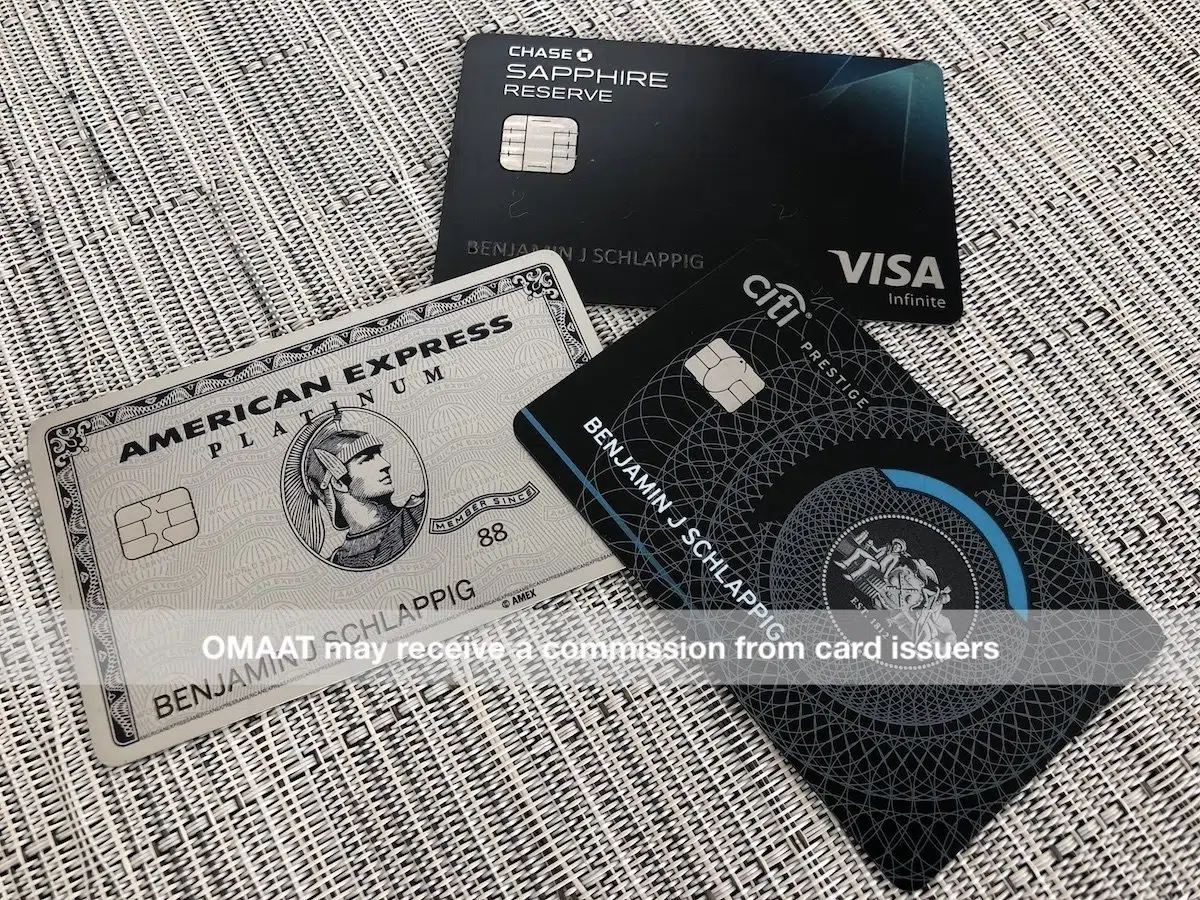 CHASE
SAPPHIRE
RESERVE
BENJAMIN J SCHLAPPIG
VISA
Infinite
AMERICAN EXPRESS
PLATINUM
MEMBER SINCE
88
BENJAMIN J SCHLAPPIG
© AMEX
citi®
PRESTIGE
BENJAMIN J SCHLAPPIG
OMAAT may receive a commission from card issuers